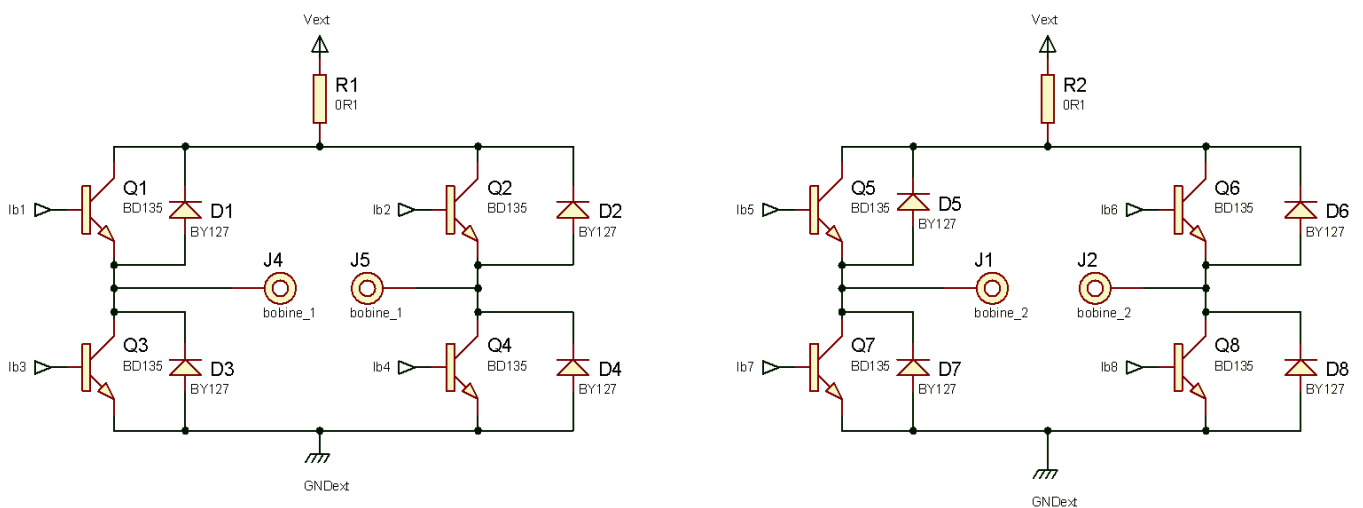 Vext
R1
0R1
Q1
BD135
Ib1
D1
BY127
Q2
BD135
Ib2
D2
BY127
J4
bobine_1
J5
bobine_1
Q3
BD135
Ib3
D3
BY127
Q4
BD135
Ib4
D4
BY127
GNDext
Vext
R2
0R1
Q5
BD135
Ib5
D5
BY127
Q6
BD135
Ib6
D6
BY127
J1
bobine_2
J2
bobine_2
Q7
BD135
Ib7
D7
BY127
Q8
BD135
Ib8
D8
BY127
GNDext